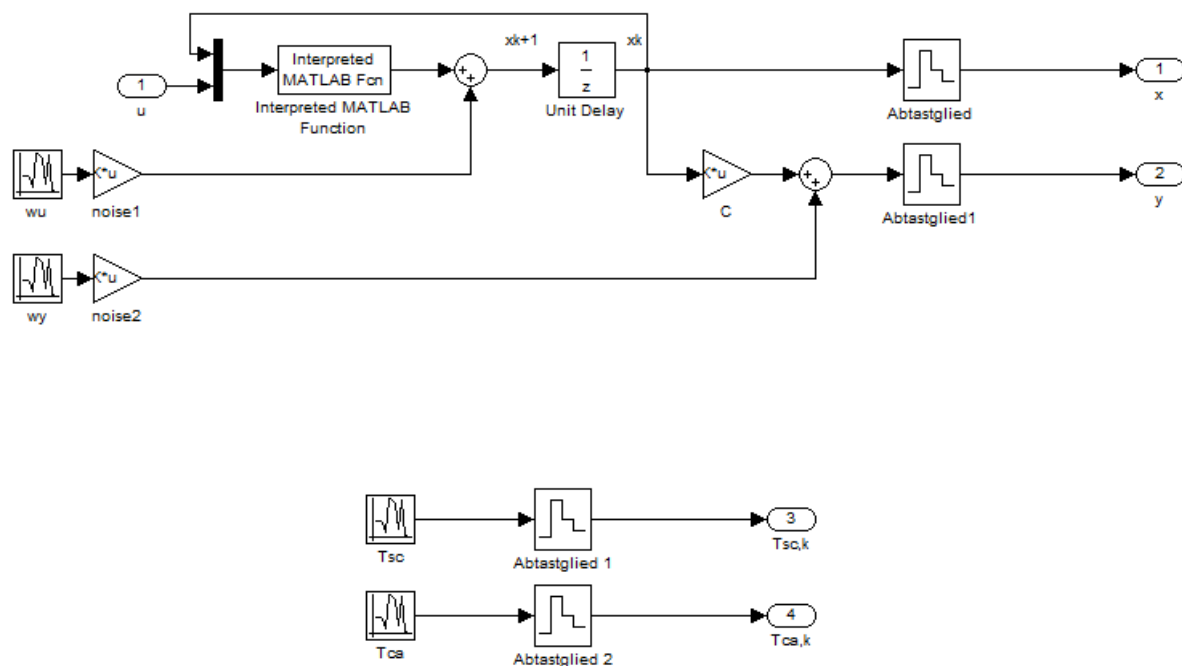 xk+1
xk
Interpreted
MATLAB Fcn
1
z
1
1
u
Interpreted MATLAB
Function
Unit Delay
Abtastglied
x
K*u
K*u
2
wu
noise1
C
Abtastglied1
y
K*u
wy
noise2
3
Tsc
Abtastglied 1
Tsc,k
4
Tca
Abtastglied 2
Tca,k